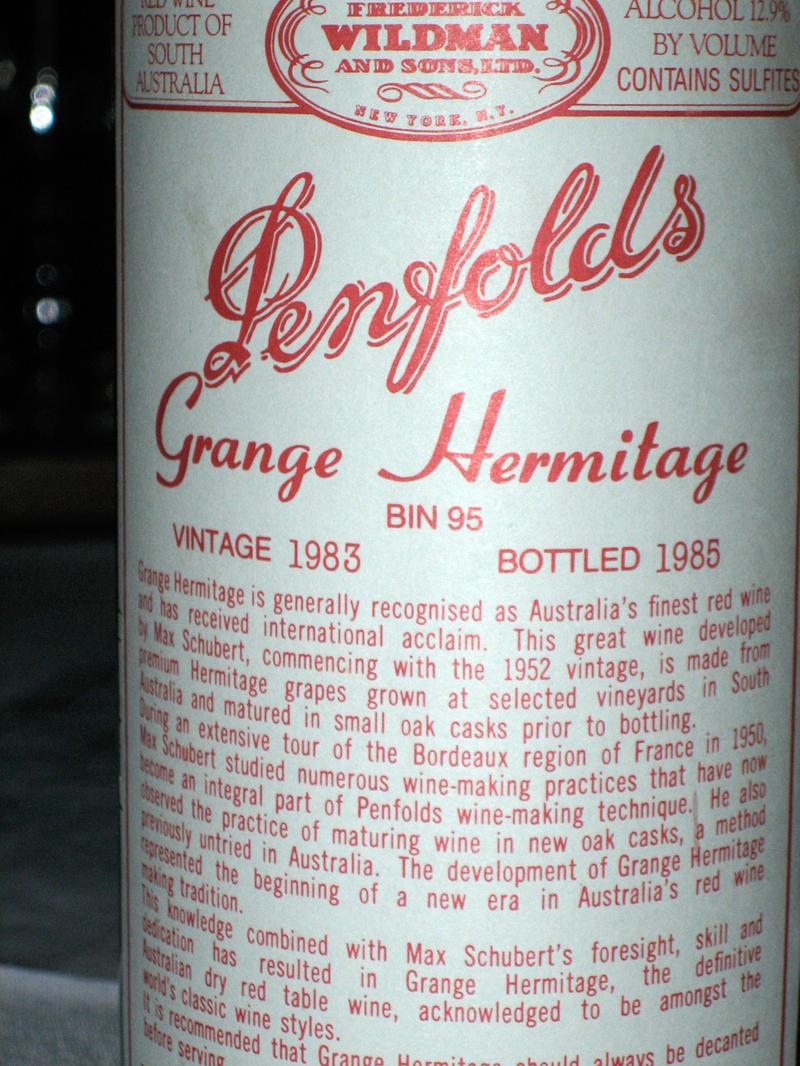 RED WINE
PRODUCT OF
SOUTH
AUSTRALIA
FREDERICK
WILDMAN
AND SONS, LTD.
NEW YORK, N.Y.
ALCOHOL 12.9%
BY VOLUME
CONTAINS SULFITES
Penfolds
Grange Hermitage
BIN 95
VINTAGE 1983 BOTTLED 1985
Grange Hermitage is generally recognised as Australia's finest red wine
and has received international acclaim. This great wine developed
by Max Schubert, commencing with the 1952 vintage, is made from
premium Hermitage grapes grown at selected vineyards in South
Australia and matured in small oak casks prior to bottling.
During an extensive tour of the Bordeaux region of France in 1950,
Max Schubert studied numerous wine-making practices that have now
become an integral part of Penfolds wine-making technique. He also
observed the practice of maturing wine in new oak casks, a method
previously untried in Australia. The development of Grange Hermitage
represented the beginning of a new era in Australia's red wine
making tradition.
This knowledge combined with Max Schubert's foresight, skill and
dedication has resulted in Grange Hermitage, the definitive
Australian dry red table wine, acknowledged to be amongst the
world's classic wine styles.
It is recommended that Grange Hermitage should always be decanted
before serving.